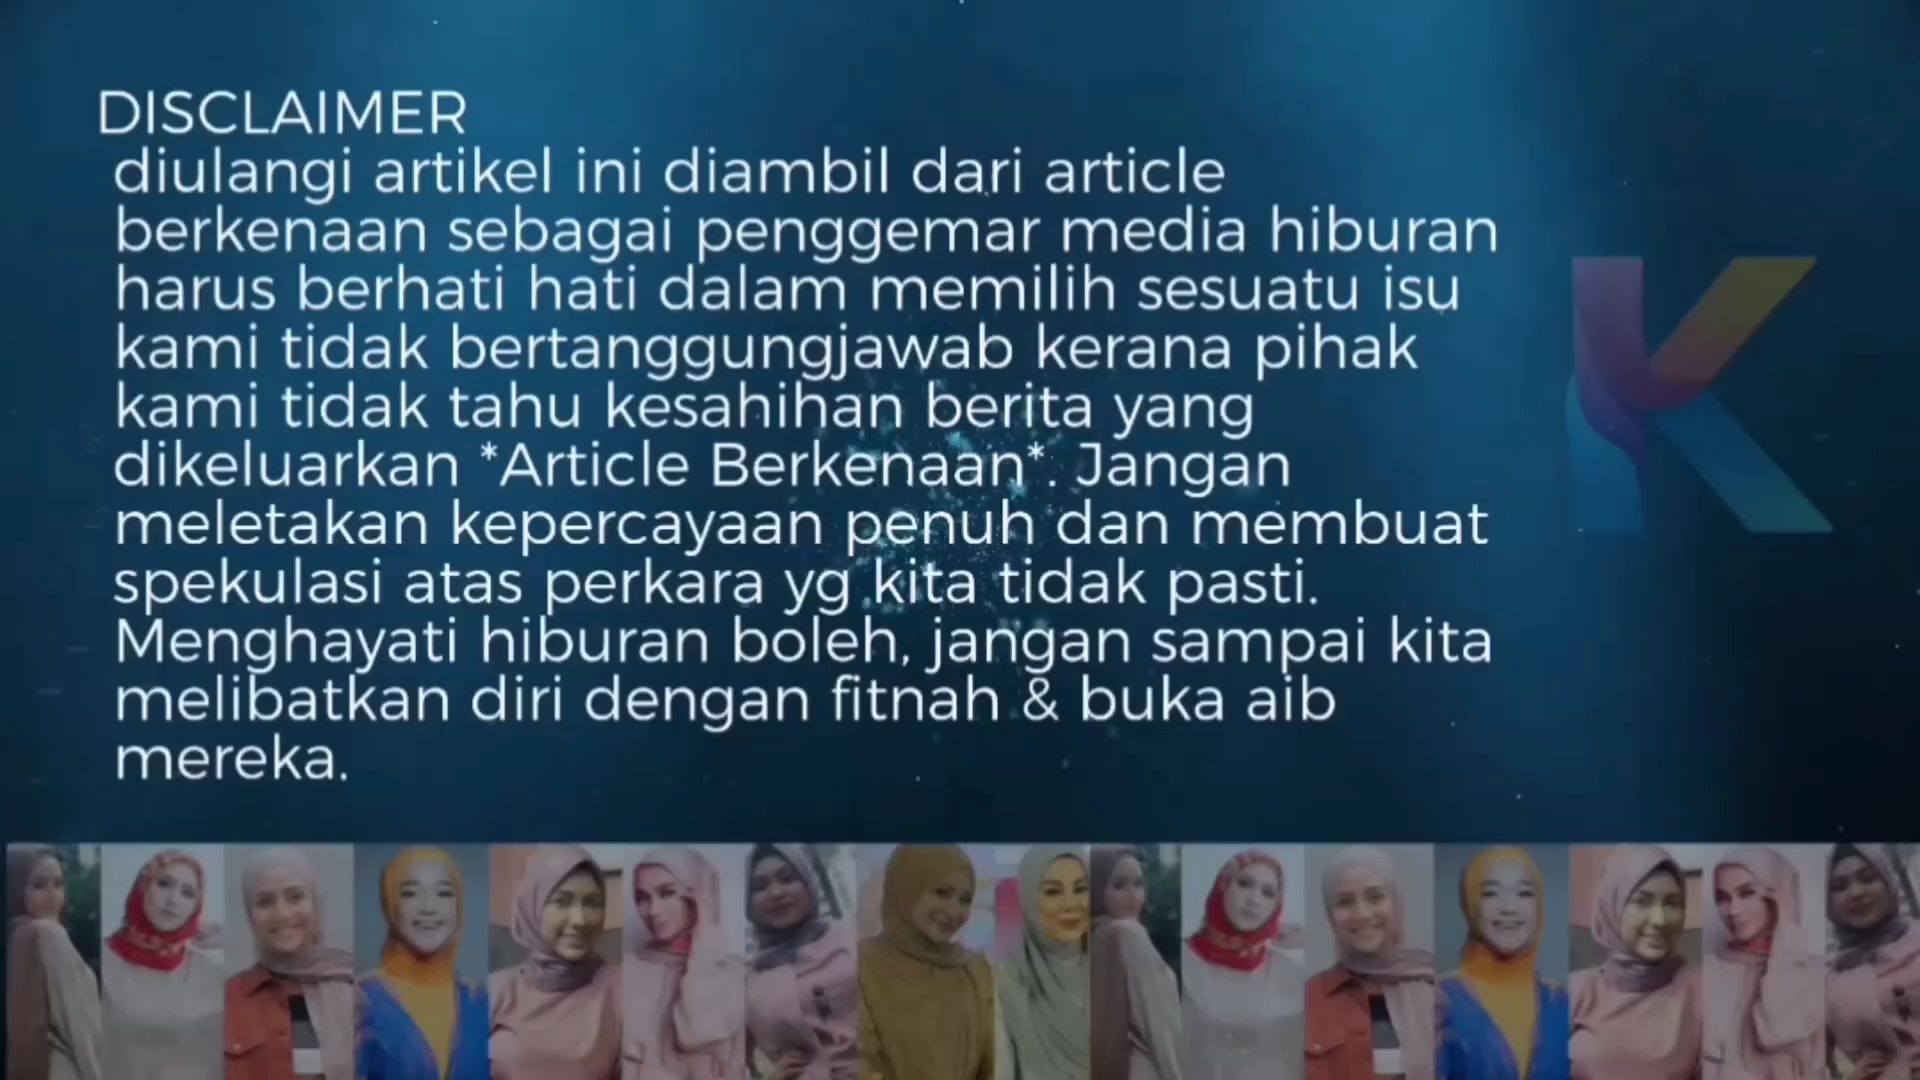 DISCLAIMER
diulangi artikel ini diambil dari article
berkenaan sebagai penggemar media hiburan
harus berhati hati dalam memilih sesuatu isu
kami tidak bertanggungjawab kerana pihak
kami tidak tahu kesahihan berita yang
dikeluarkan *Article Berkenaan*. Jangan
meletakan kepercayaan penuh dan membuat
spekulasi atas perkara yg kita tidak pasti.
Menghayati hiburan boleh, jangan sampai kita
melibatkan diri dengan fitnah & buka aib
mereka.
K